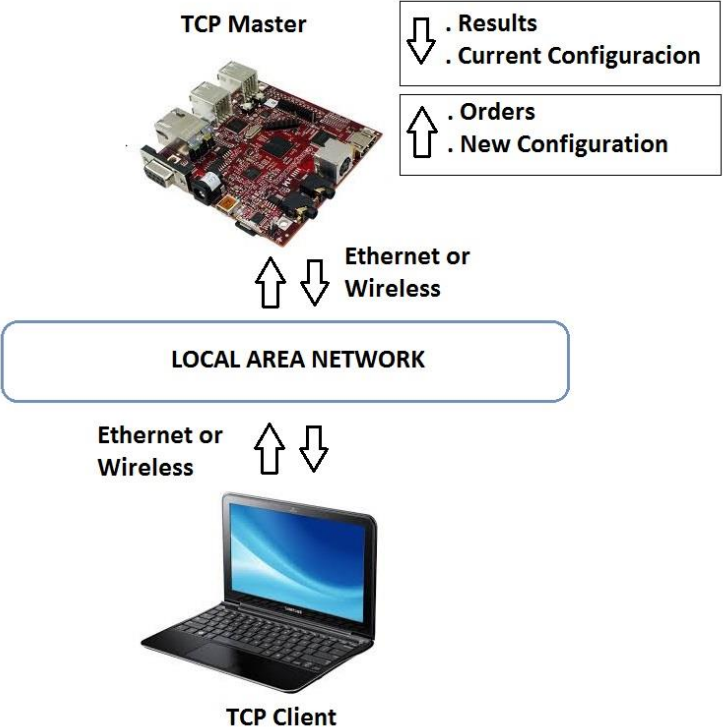 TCP Master
. Results
. Current Configuracion
. Orders
. New Configuration
Ethernet or
Wireless
LOCAL AREA NETWORK
Ethernet or
Wireless
TCP Client